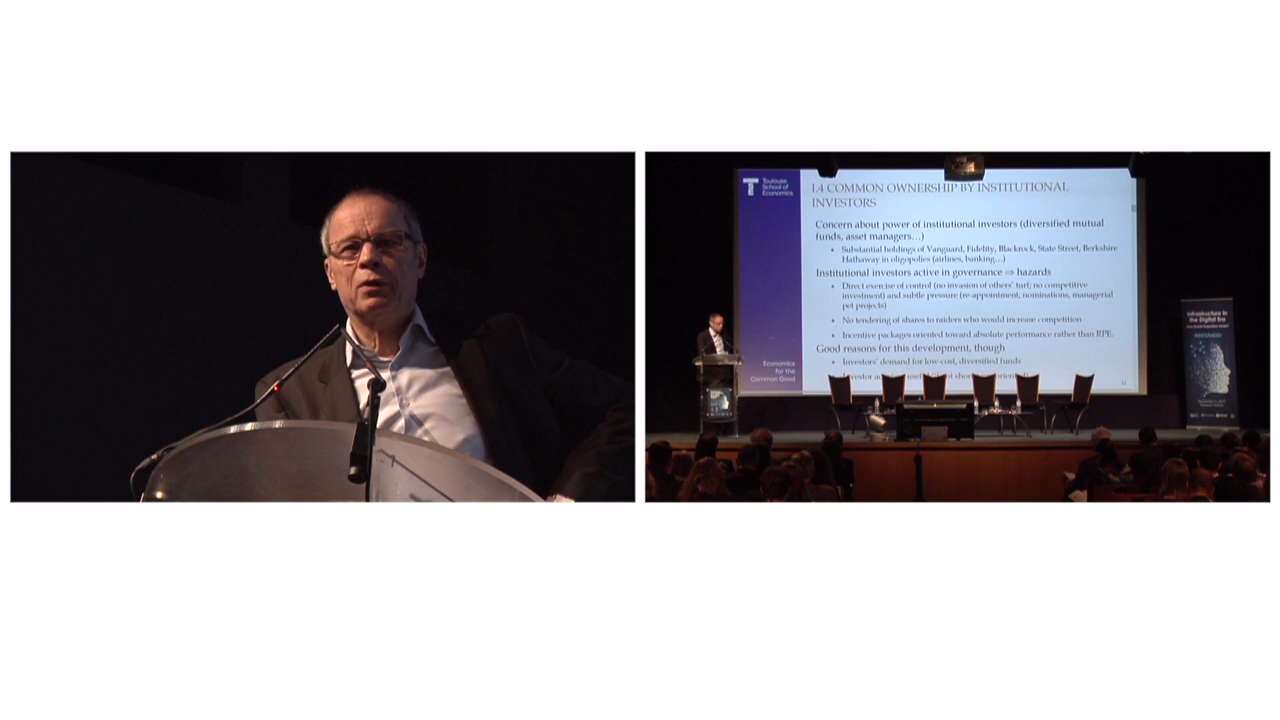 Toulouse
School of
Economics
I.4 COMMON OWNERSHIP BY INSTITUTIONAL
INVESTORS
Concern about power of institutional investors (diversified mutual
funds, asset managers…)
• Substantial holdings of Vanguard, Fidelity, Blackrock, State Street, Berkshire
Hathaway in oligopolies (airlines, banking…)
Institutional investors active in governance ⇒ hazards
• Direct exercise of control (no invasion of others' turf; no competitive
investment) and subtle pressure (re-appointment, nominations, managerial
pet projects)
• No tendering of shares to raiders who would increase competition
• Incentive packages oriented toward absolute performance rather than RPE.
Good reasons for this development, though
• Investors' demand for low-cost, diversified funds
Economics
for the
Common Good
Infrastructure in
the Digital Era